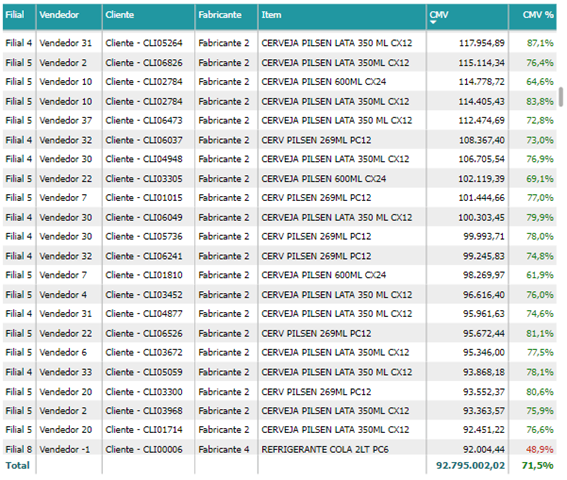 Filial Vendedor Cliente Fabricante Item CMV CMV %
Filial 4 Vendedor 31 Cliente - CLI05264 Fabricante 2 CERVEJA PILSEN LATA 350 ML CX12 117.954,89 87,1%
Filial 5 Vendedor 2 Cliente - CLI06826 Fabricante 2 CERVEJA PILSEN LATA 350ML CX12 115.114,34 76,4%
Filial 5 Vendedor 10 Cliente - CLI02784 Fabricante 2 CERVEJA PILSEN 600ML CX24 114.778,72 64,6%
Filial 5 Vendedor 10 Cliente - CLI02784 Fabricante 2 CERVEJA PILSEN LATA 350ML CX12 114.405,43 83,8%
Filial 5 Vendedor 37 Cliente - CLI06473 Fabricante 2 CERVEJA PILSEN LATA 350 ML CX12 112.474,69 72,8%
Filial 4 Vendedor 32 Cliente - CLI06037 Fabricante 2 CERV PILSEN 269ML PC12 108.367,40 73,0%
Filial 4 Vendedor 30 Cliente - CLI04948 Fabricante 2 CERVEJA PILSEN LATA 350ML CX12 106.705,54 76,9%
Filial 5 Vendedor 22 Cliente - CLI03305 Fabricante 2 CERVEJA PILSEN 600ML CX24 102.119,39 69,1%
Filial 5 Vendedor 7 Cliente - CLI01015 Fabricante 2 CERV PILSEN 269ML PC12 101.444,66 77,0%
Filial 4 Vendedor 30 Cliente - CLI06049 Fabricante 2 CERVEJA PILSEN LATA 350 ML CX12 100.303,45 79,9%
Filial 4 Vendedor 30 Cliente - CLI05736 Fabricante 2 CERV PILSEN 269ML PC12 99.993,71 78,0%
Filial 4 Vendedor 32 Cliente - CLI06241 Fabricante 2 CERV PILSEN 269ML PC12 99.245,83 74,8%
Filial 5 Vendedor 7 Cliente - CLI01810 Fabricante 2 CERVEJA PILSEN 600ML CX24 98.269,97 61,9%
Filial 5 Vendedor 4 Cliente - CLI03452 Fabricante 2 CERVEJA PILSEN LATA 350 ML CX12 96.616,40 76,0%
Filial 4 Vendedor 31 Cliente - CLI04877 Fabricante 2 CERVEJA PILSEN LATA 350 ML CX12 95.961,63 74,6%
Filial 5 Vendedor 22 Cliente - CLI06526 Fabricante 2 CERV PILSEN 269ML PC12 95.672,44 81,1%
Filial 5 Vendedor 6 Cliente - CLI03672 Fabricante 2 CERVEJA PILSEN LATA 350ML CX12 95.346,00 77,5%
Filial 4 Vendedor 33 Cliente - CLI05059 Fabricante 2 CERVEJA PILSEN LATA 350 ML CX12 93.868,18 78,1%
Filial 5 Vendedor 20 Cliente - CLI03300 Fabricante 2 CERV PILSEN 269ML PC12 93.552,37 80,6%
Filial 5 Vendedor 2 Cliente - CLI03968 Fabricante 2 CERVEJA PILSEN LATA 350ML CX12 93.363,57 75,9%
Filial 5 Vendedor 20 Cliente - CLI01714 Fabricante 2 CERVEJA PILSEN LATA 350ML CX12 92.451,22 76,6%
Filial 8 Vendedor -1 Cliente - CLI00006 Fabricante 4 REFRIGERANTE COLA 2LT PC6 92.004,44 48,9%
Total 92.795.002,02 71,5%